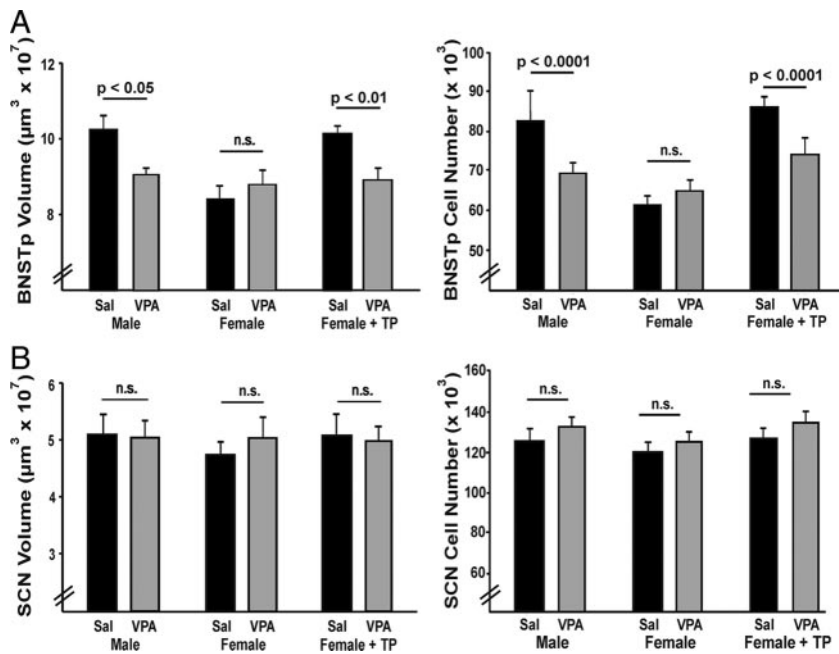 A
BNSTp Volume (µm³ x 10⁷)
12
10
8
p < 0.05
n.s.
p < 0.01
Sal VPA Sal VPA Sal VPA
Male Female Female + TP
BNSTp Cell Number (x 10³)
100
90
80
70
60
50
p < 0.0001
n.s.
p < 0.0001
Sal VPA Sal VPA Sal VPA
Male Female Female + TP
B
SCN Volume (µm³ x 10⁷)
6
5
4
3
n.s.
n.s.
n.s.
Sal VPA Sal VPA Sal VPA
Male Female Female + TP
SCN Cell Number (x 10³)
160
140
120
100
80
60
n.s.
n.s.
n.s.
Sal VPA Sal VPA Sal VPA
Male Female Female + TP